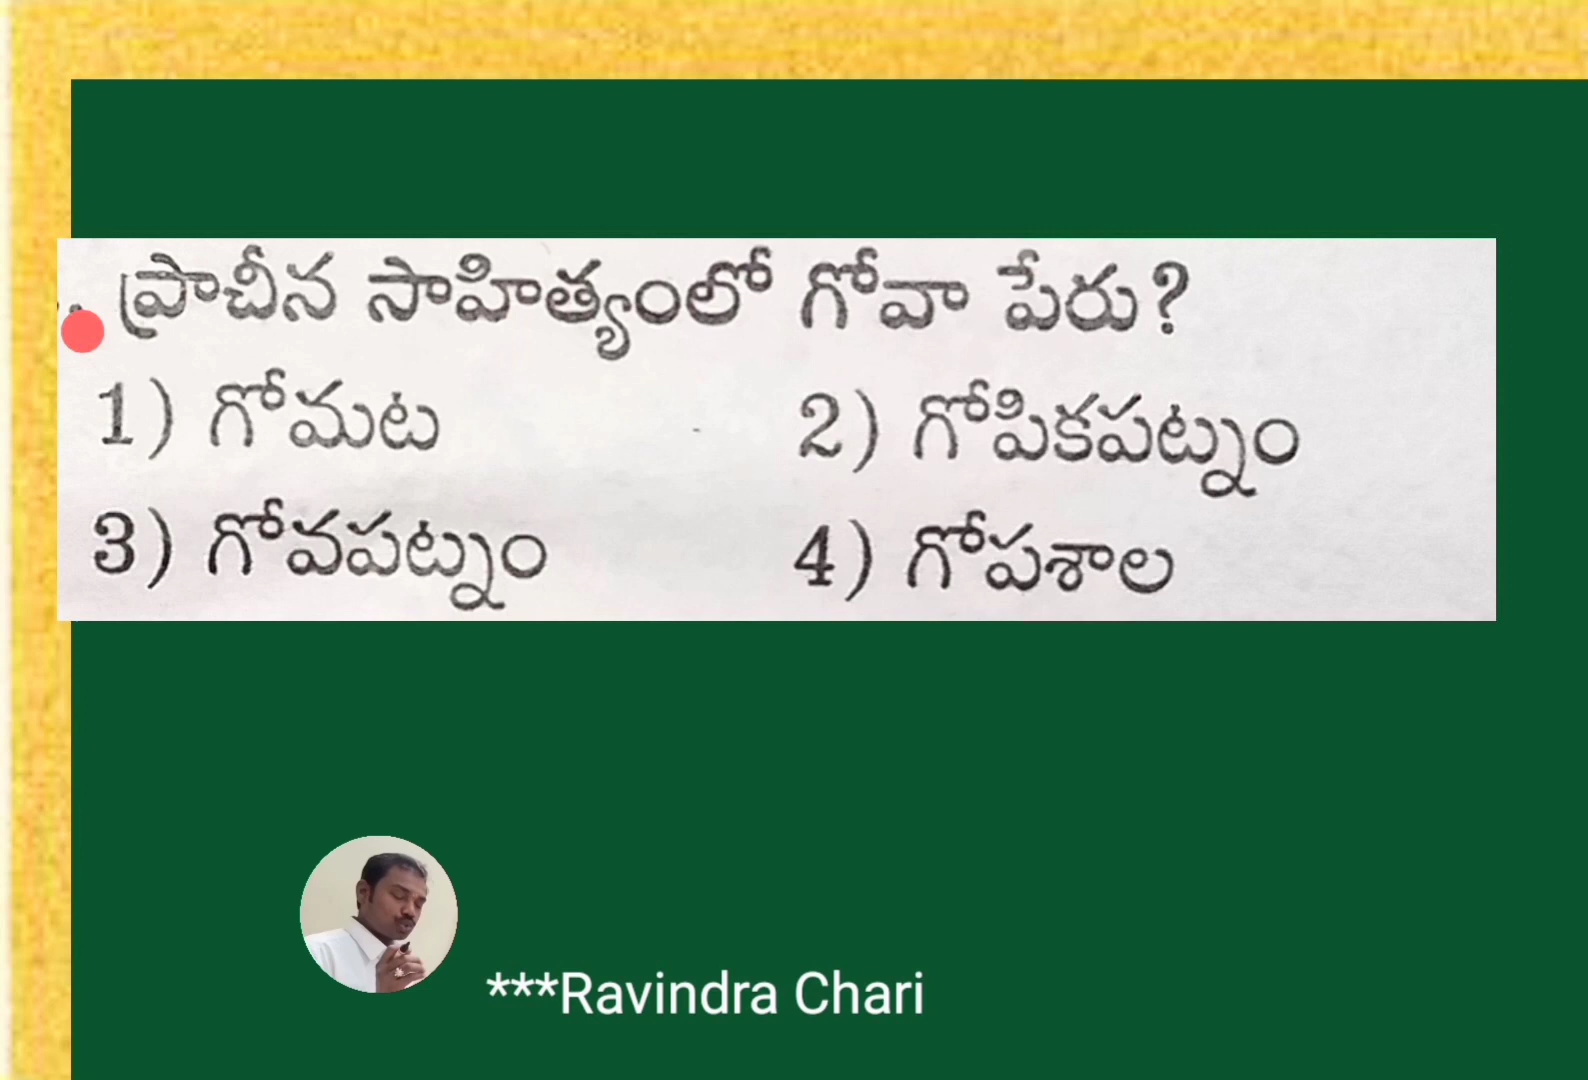 ప్రాచీన సాహిత్యంలో గోవా పేరు?
1) గోమట 2) గోపికపట్నం
3) గోవపట్నం 4) గోపశాల
***Ravindra Chari